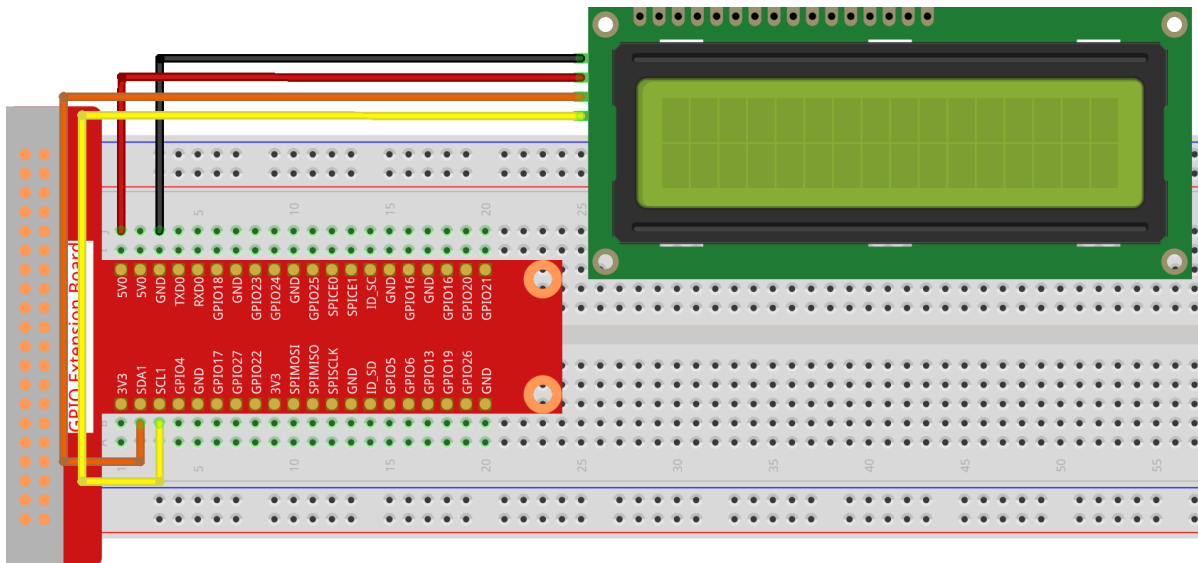 GPIO Extension Board
J
5
10
15
20
25
I
5V0
5V0
GND
TXD0
RXD0
GPIO18
GND
GPIO23
GPIO24
GND
GPIO25
SPICE0
SPICE1
ID_SC
GND
GPIO16
GND
GPIO16
GPIO20
GPIO21
3V3
SDA1
SCL1
GPIO4
GND
GPIO17
GPIO27
GPIO22
3V3
SPIMOSI
SPIMISO
SPISCLK
GND
ID_SD
GPIO5
GPIO6
GPIO13
GPIO19
GPIO26
GND
B
A
1
5
10
15
20
25
30
35
40
45
50
55